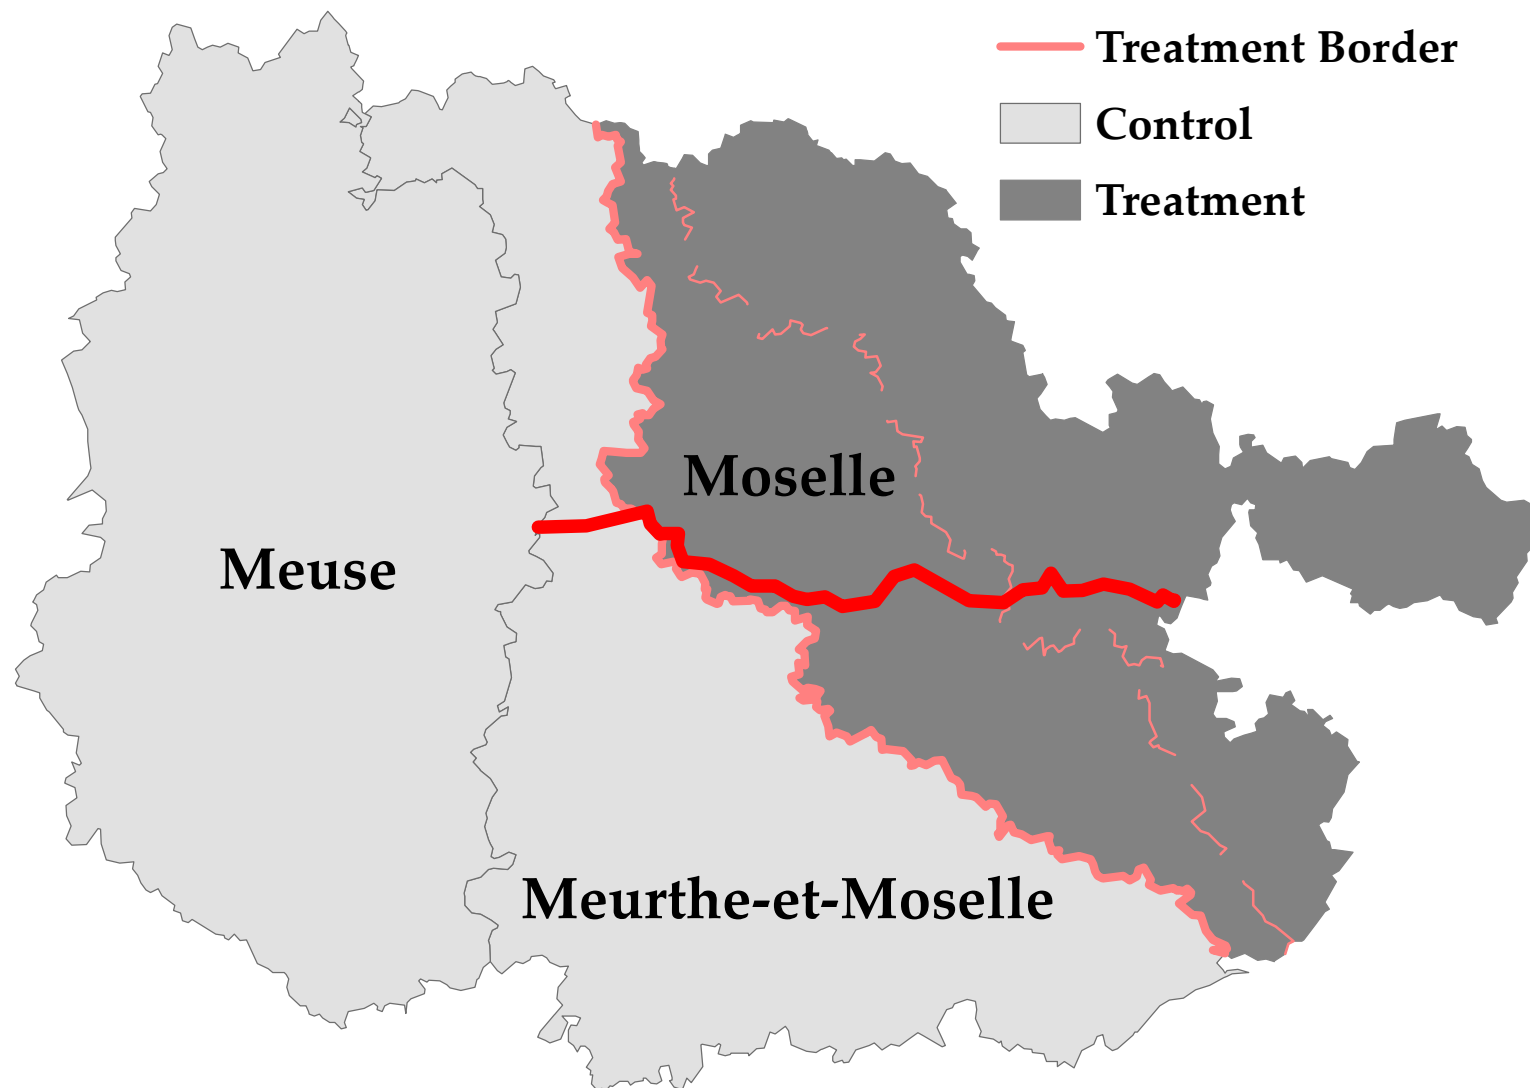 Treatment Border
Control
Treatment
Moselle
Meuse
Meurthe-et-Moselle